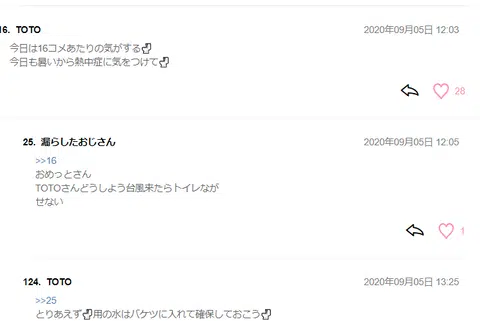 16. TOTO 2020年09月05日 12:03
今日は16コメあたりの気がする🚽
今日も暑いから熱中症に気をつけて🚽
28
25. 漏らしたおじさん 2020年09月05日 12:05
>>16
おめっとさん
TOTOさんどうしよう台風来たらトイレなが
せない
1
124. TOTO 2020年09月05日 13:25
>>25
とりあえず🚽用の水はバケツに入れて確保しておこう🚽